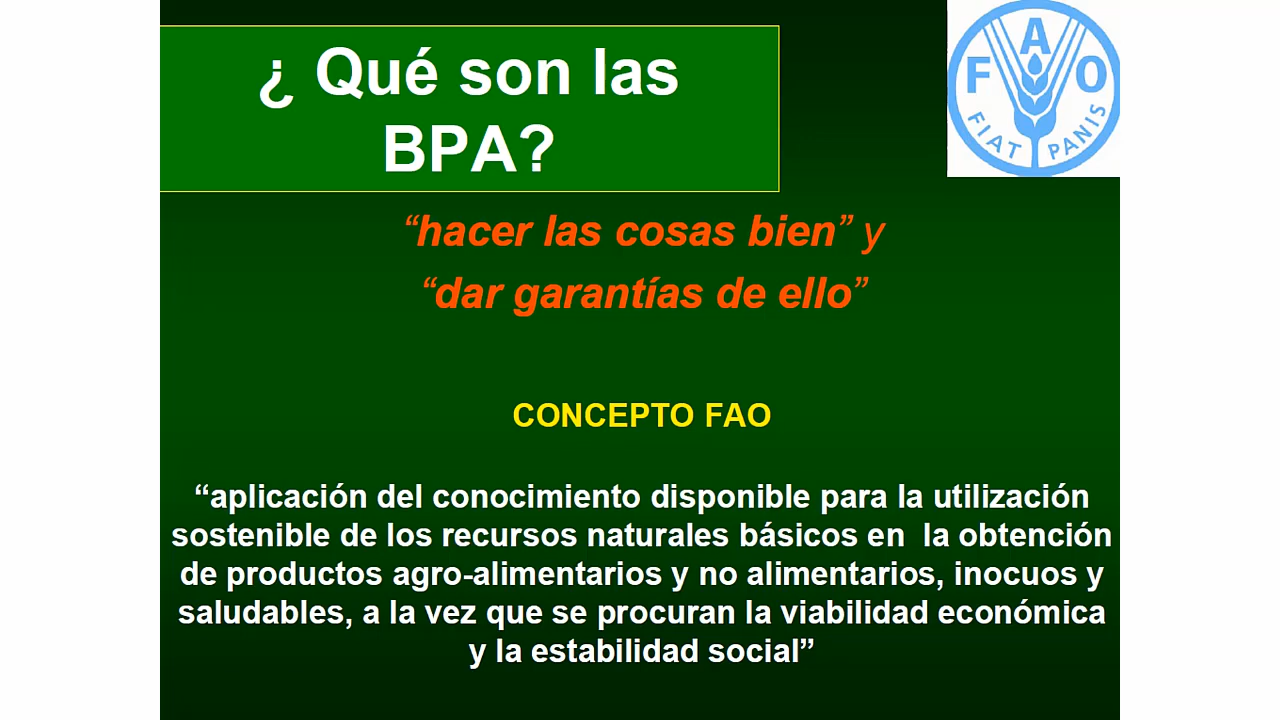 ¿ Qué son las
BPA?
F A O
FIAT PANIS
“hacer las cosas bien” y
“dar garantías de ello”
CONCEPTO FAO
“aplicación del conocimiento disponible para la utilización
sostenible de los recursos naturales básicos en  la obtención
de productos agro-alimentarios y no alimentarios, inocuos y
saludables, a la vez que se procuran la viabilidad económica
y la estabilidad social”